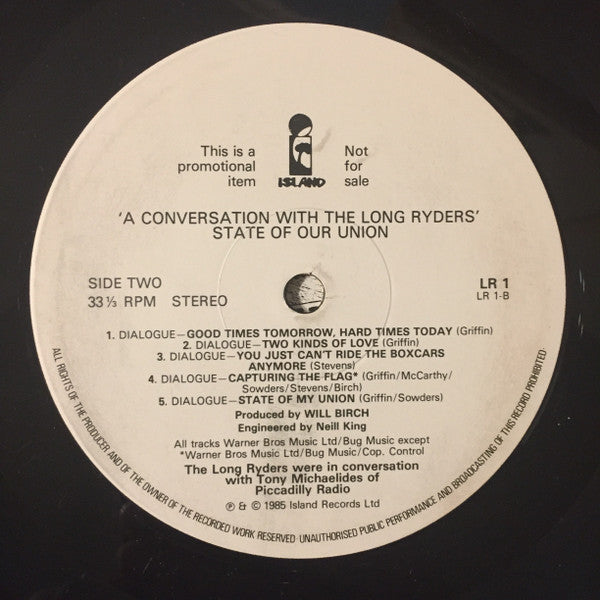 This is a promotional item
Not for sale
ISLAND
'A CONVERSATION WITH THE LONG RYDERS'
STATE OF OUR UNION
SIDE TWO
33⅓ RPM STEREO
LR 1
LR 1-B
1. DIALOGUE—GOOD TIMES TOMORROW, HARD TIMES TODAY (Griffin)
2. DIALOGUE—TWO KINDS OF LOVE (Griffin)
3. DIALOGUE—YOU JUST CAN'T RIDE THE BOXCARS
ANYMORE (Stevens)
4. DIALOGUE—CAPTURING THE FLAG* (Griffin/McCarthy/
Sowders/Stevens/Birch)
5. DIALOGUE—STATE OF MY UNION (Griffin/Sowders)
Produced by WILL BIRCH
Engineered by Neill King
All tracks Warner Bros Music Ltd/Bug Music except
*Warner Bros Music Ltd/Bug Music/Cop. Control
The Long Ryders were in conversation
with Tony Michaelides of
Piccadilly Radio
℗ & © 1985 Island Records Ltd
ALL RIGHTS OF THE PRODUCER AND OF THE OWNER OF THE RECORDED WORK RESERVED·UNAUTHORISED PUBLIC PERFORMANCE AND BROADCASTING OF THIS RECORD PROHIBITED·